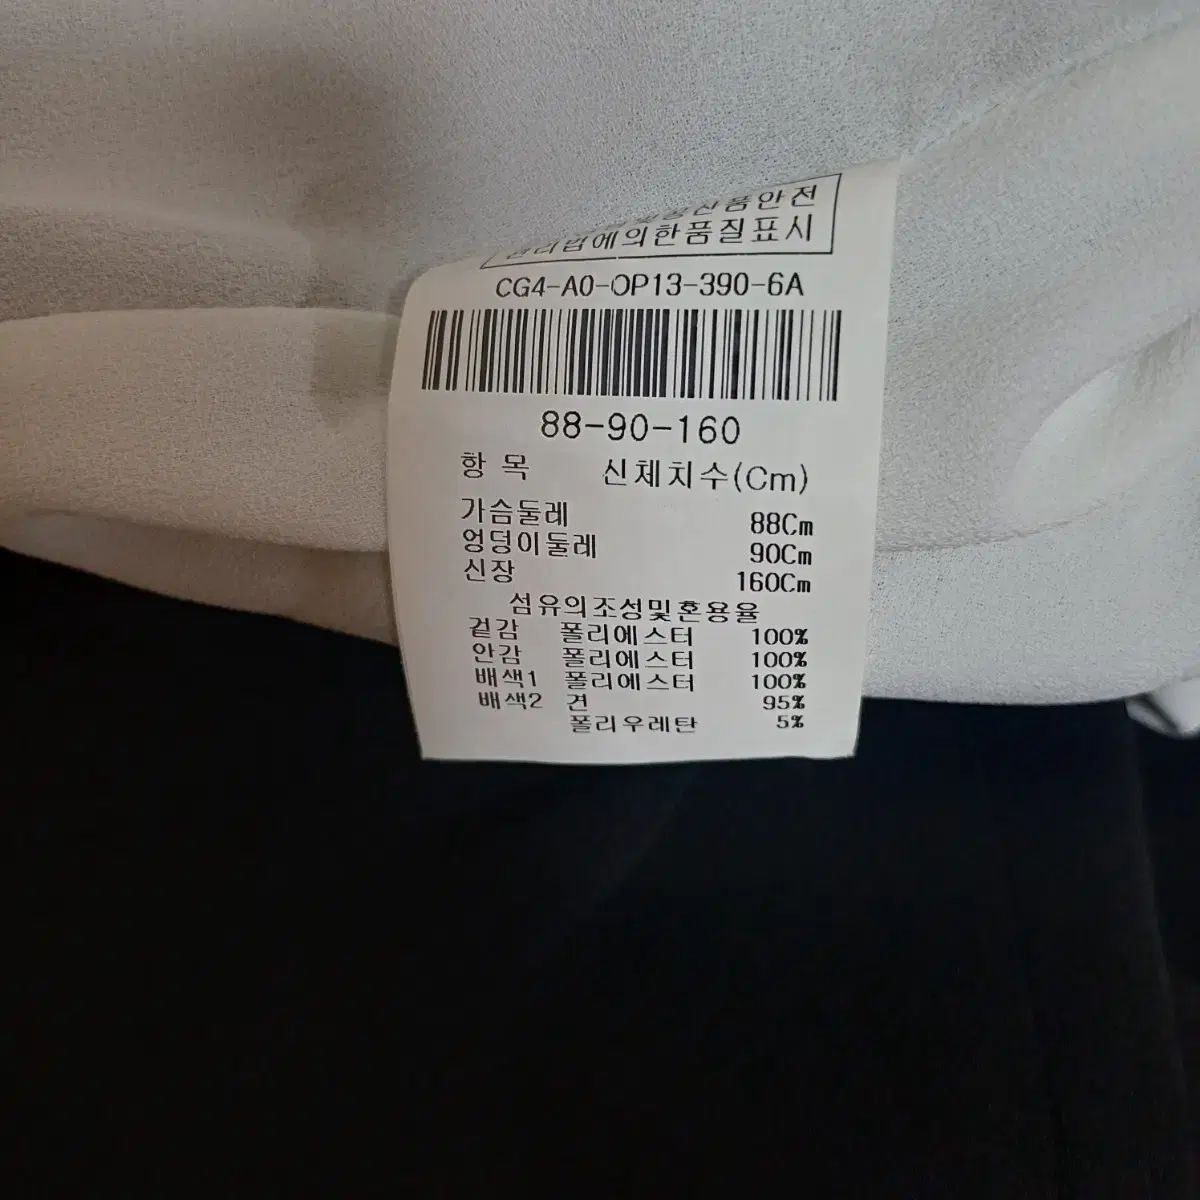 품안전
법에의한품질표시
CG4-A0-OP13-390-6A
88-90-160
항 목 신체치수(Cm)
가슴둘레 88Cm
엉덩이둘레 90Cm
신장 160Cm
섬유의조성및혼용율
겉감 폴리에스터 100%
안감 폴리에스터 100%
배색1 폴리에스터 100%
배색2 견 95%
폴리우레탄 5%